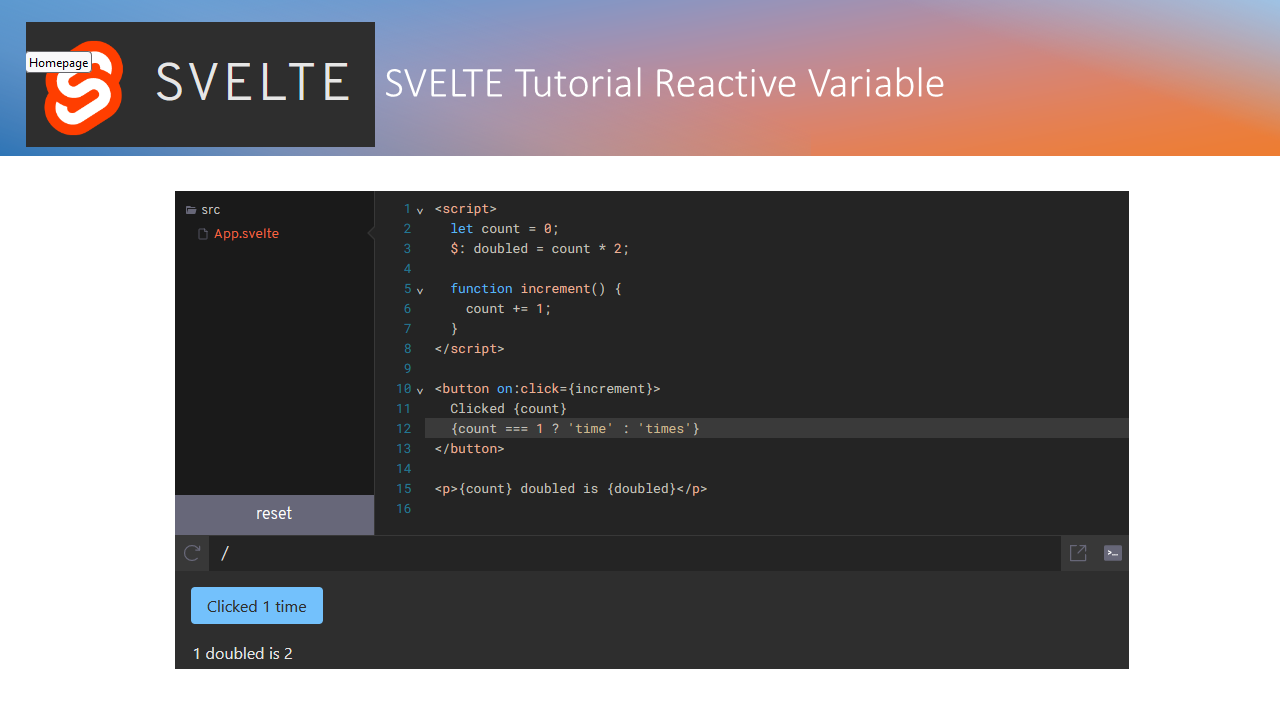 Homepage
SVELTE
SVELTE Tutorial Reactive Variable
src
App.svelte
reset
1 <script>
2 let count = 0;
3 $: doubled = count * 2;
4
5 function increment() {
6 count += 1;
7 }
8 </script>
9
10 <button on:click={increment}>
11 Clicked {count}
12 {count === 1 ? 'time' : 'times'}
13 </button>
14
15 <p>{count} doubled is {doubled}</p>
16
/
Clicked 1 time
1 doubled is 2